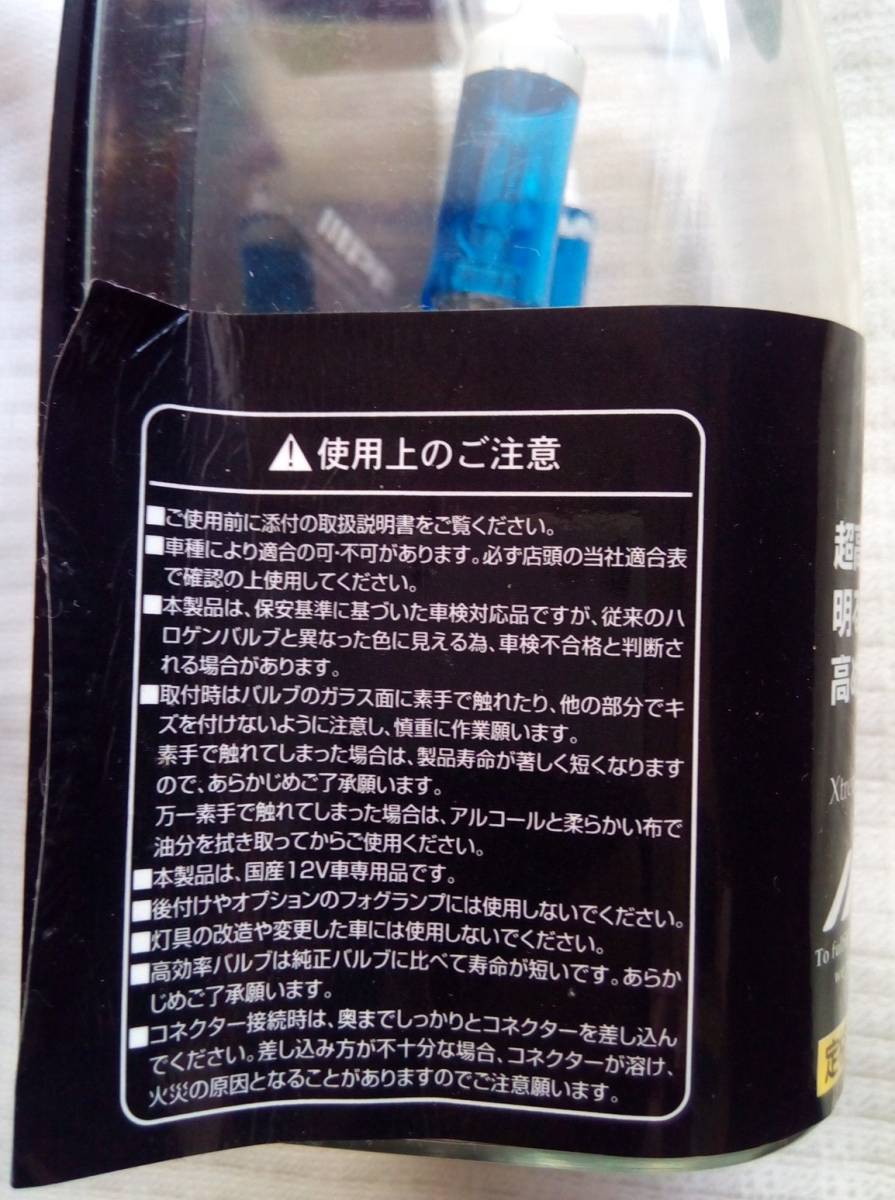 ⚠使用上のご注意
■ご使用前に添付の取扱説明書をご覧ください。
■車種により適合の可・不可があります。必ず店頭の当社適合表
で確認の上使用してください。
■本製品は、保安基準に基づいた車検対応品ですが、従来のハ
ロゲンバルブと異なった色に見える為、車検不合格と判断さ
れる場合があります。
■取付時はバルブのガラス面に素手で触れたり、他の部分でキ
ズを付けないように注意し、慎重に作業願います。
素手で触れてしまった場合は、製品寿命が著しく短くなります
ので、あらかじめご了承願います。
万一素手で触れてしまった場合は、アルコールと柔らかい布で
油分を拭き取ってからご使用ください。
■本製品は、国産12V車専用品です。
■後付けやオプションのフォグランプには使用しないでください。
■灯具の改造や変更した車には使用しないでください。
■高効率バルブは純正バルブに比べて寿命が短いです。あらか
じめご了承願います。
■コネクター接続時は、奥までしっかりとコネクターを差し込ん
でください。差し込み方が不十分な場合、コネクターが溶け、
火災の原因となることがありますのでご注意願います。
超高
明
高
To
定